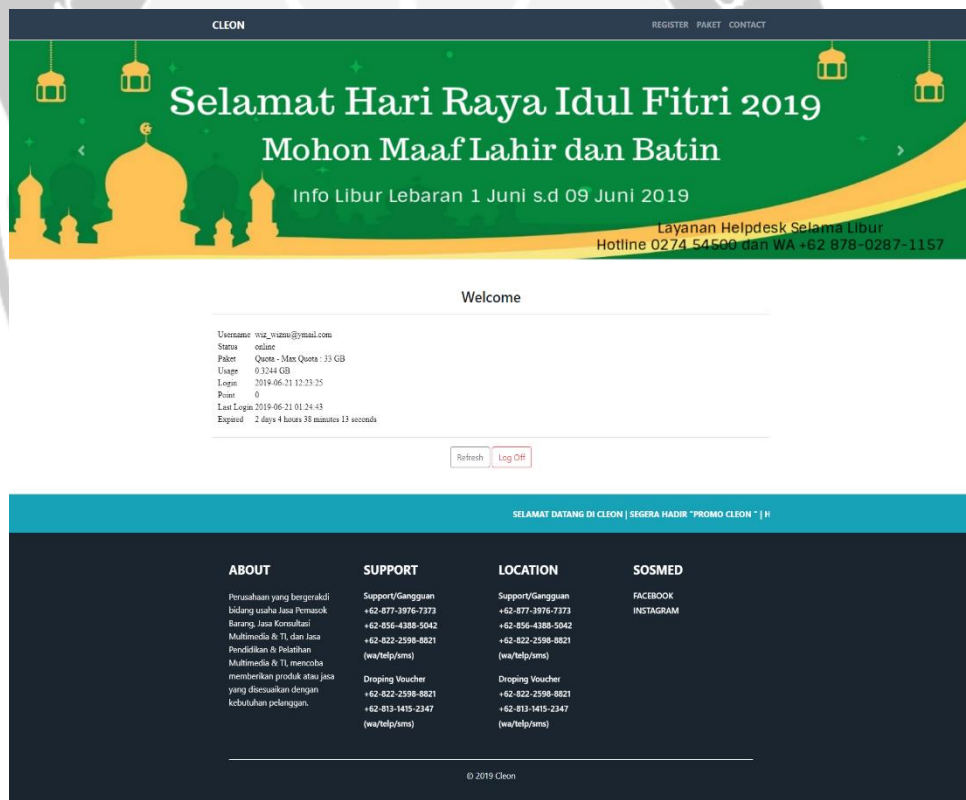 CLEON
REGISTER PAKET CONTACT
Selamat Hari Raya Idul Fitri 2019
Mohon Maaf Lahir dan Batin
Info Libur Lebaran 1 Juni s.d 09 Juni 2019
Layanan Helpdesk Selama Libur
Hotline 0274 54500 dan WA +62 878-0287-1157
Welcome
Username wiz_wiznu@ymail.com
Status online
Paket Quota - Max Quota : 33 GB
Usage 0.3244 GB
Login 2019-06-21 12:23:25
Point 0
Last Login 2019-06-21 01:24:43
Expired 2 days 4 hours 38 minutes 13 seconds
Refresh Log Off
SELAMAT DATANG DI CLEON | SEGERA HADIR "PROMO CLEON " | H
ABOUT
Perusahaan yang bergerakdi
bidang usaha Jasa Pemasok
Barang, Jasa Konsultasi
Multimedia & TI, dan Jasa
Pendidikan & Pelatihan
Multimedia & TI, mencoba
memberikan produk atau jasa
yang disesuaikan dengan
kebutuhan pelanggan.
SUPPORT
Support/Gangguan
+62-877-3976-7373
+62-856-4388-5042
+62-822-2598-8821
(wa/telp/sms)
Droping Voucher
+62-822-2598-8821
+62-813-1415-2347
(wa/telp/sms)
LOCATION
Support/Gangguan
+62-877-3976-7373
+62-856-4388-5042
+62-822-2598-8821
(wa/telp/sms)
Droping Voucher
+62-822-2598-8821
+62-813-1415-2347
(wa/telp/sms)
SOSMED
FACEBOOK
INSTAGRAM
© 2019 Cleon